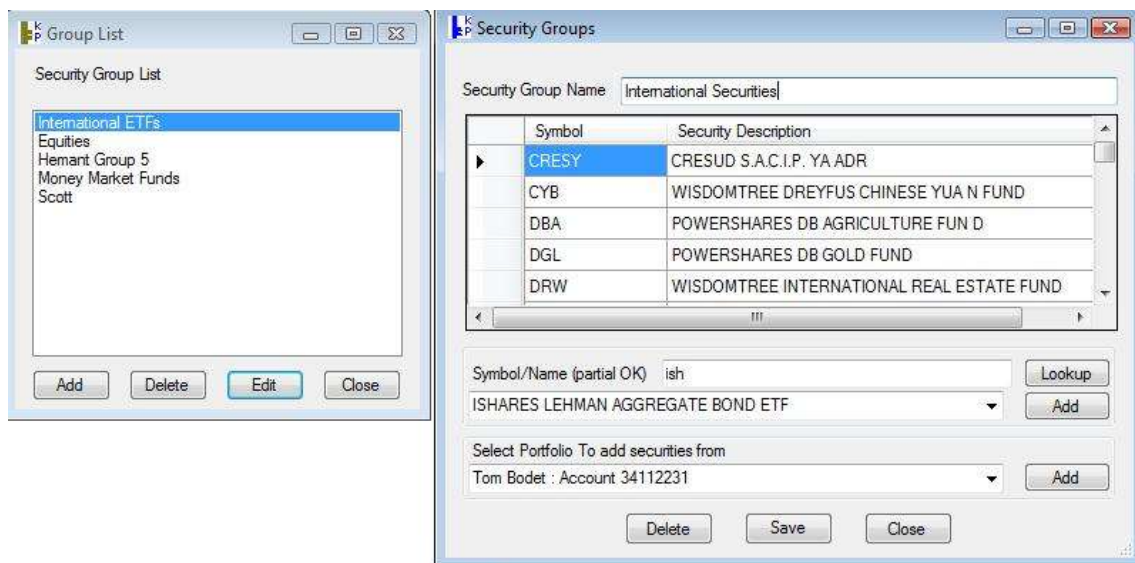 KP Group List
Security Group List
International ETFs
Equities
Hemant Group 5
Money Market Funds
Scott
Add Delete Edit Close
KP Security Groups
Security Group Name International Securities
Symbol Security Description
CRESY CRESUD S.A.C.I.P. YA ADR
CYB WISDOMTREE DREYFUS CHINESE YUA N FUND
DBA POWERSHARES DB AGRICULTURE FUN D
DGL POWERSHARES DB GOLD FUND
DRW WISDOMTREE INTERNATIONAL REAL ESTATE FUND
Symbol/Name (partial OK) ish Lookup
ISHARES LEHMAN AGGREGATE BOND ETF Add
Select Portfolio To add securities from
Tom Bodet : Account 34112231 Add
Delete Save Close